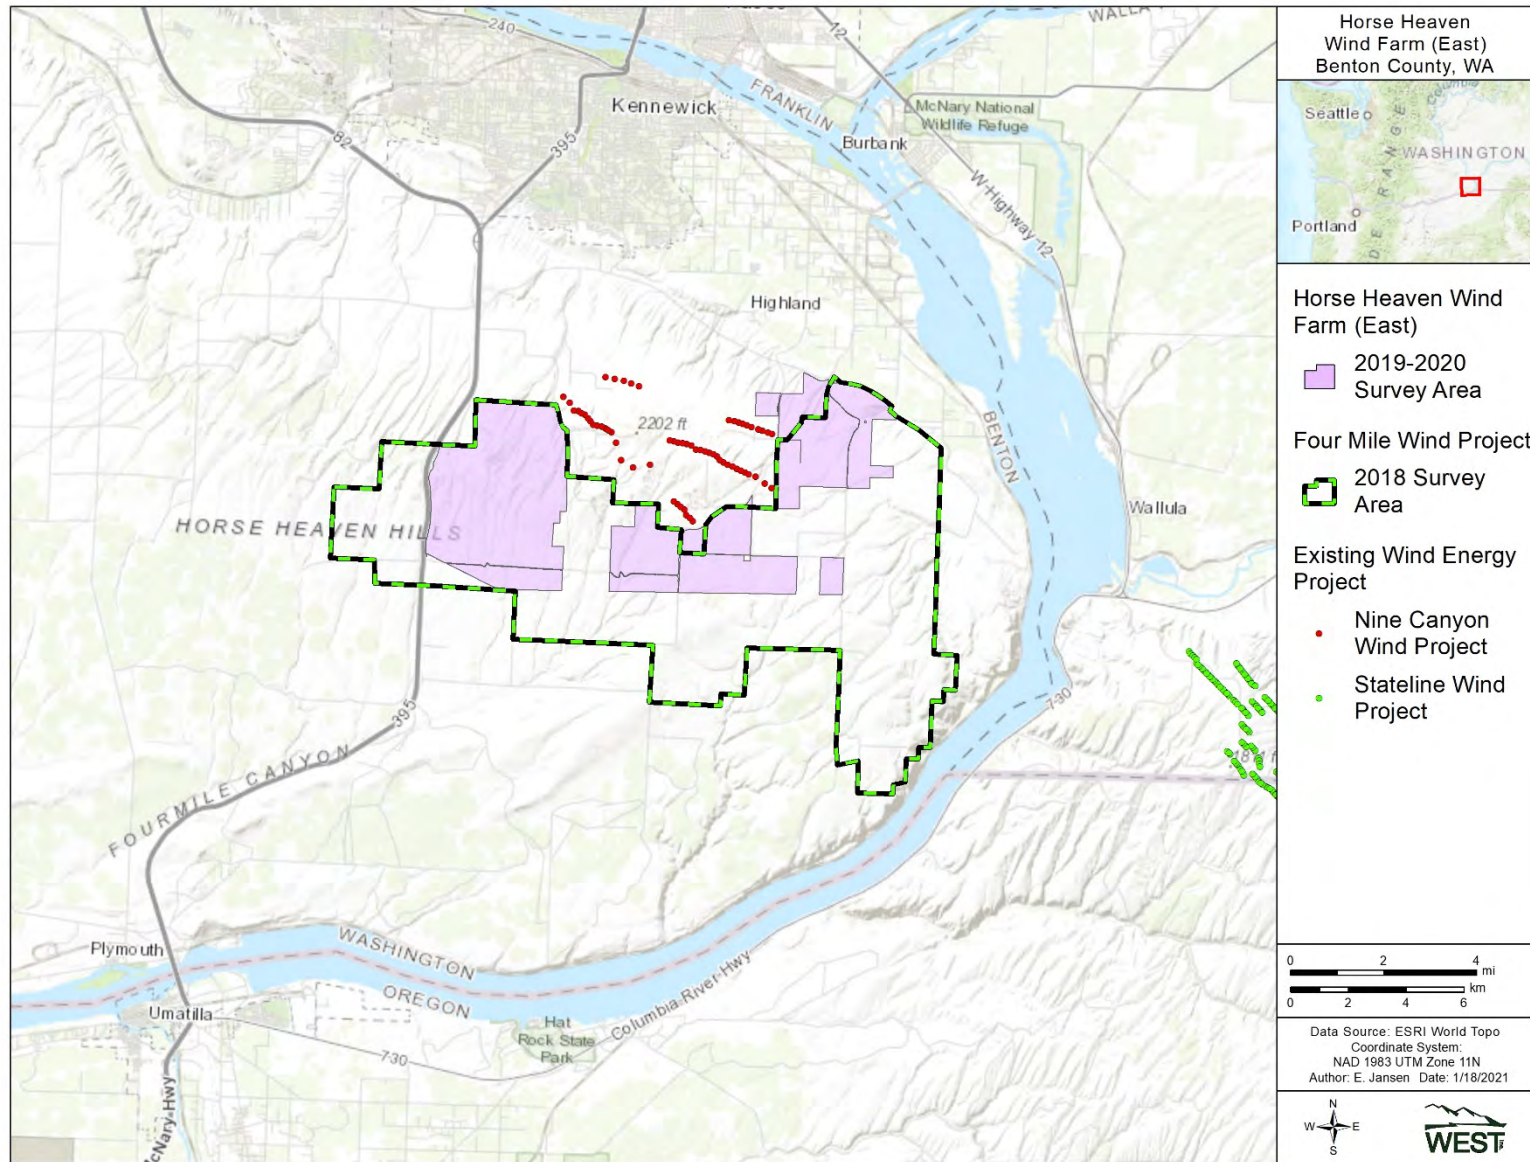 240
12
WALLA
FRANKLIN
Kennewick
McNary National
Wildlife Refuge
Burbank
82
395
W Highway 12
Highland
2202 ft
BENTON
HORSE HEAVEN HILLS
Wallula
730
395
FOURMILE CANYON
Plymouth
WASHINGTON
OREGON
Umatilla
Hat
Rock State
Park
Columbia River Hwy
730
Horse Heaven
Wind Farm (East)
Benton County, WA
Seattle
Columbia
WASHINGTON
Portland
DE RANGE
Horse Heaven Wind
Farm (East)
2019-2020
Survey Area
Four Mile Wind Project
2018 Survey
Area
Existing Wind Energy
Project
Nine Canyon
Wind Project
Stateline Wind
Project
0 2 4
mi
km
0 2 4 6
Data Source: ESRI World Topo
Coordinate System:
NAD 1983 UTM Zone 11N
Author: E. Jansen Date: 1/18/2021
N
W E
S
WEST